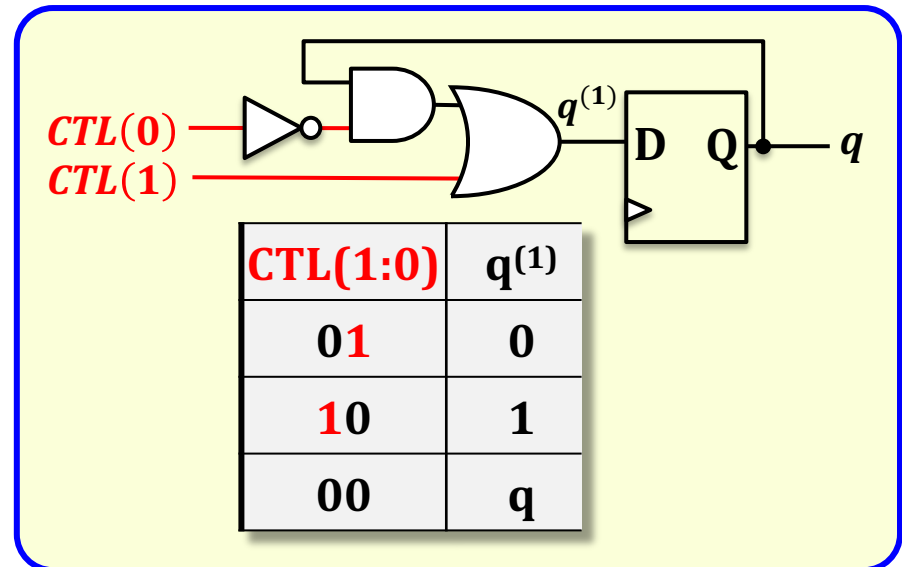 q⁽¹⁾
CTL(0)
D Q q
CTL(1)
CTL(1:0) q⁽¹⁾
01 0
10 1
00 q